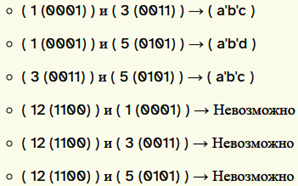 ( 1 (0001) ) и ( 3 (0011) ) → ( a'b'c )
( 1 (0001) ) и ( 5 (0101) ) → ( a'b'd )
( 3 (0011) ) и ( 5 (0101) ) → ( a'b'c )
( 12 (1100) ) и ( 1 (0001) ) → Невозможно
( 12 (1100) ) и ( 3 (0011) ) → Невозможно
( 12 (1100) ) и ( 5 (0101) ) → Невозможно